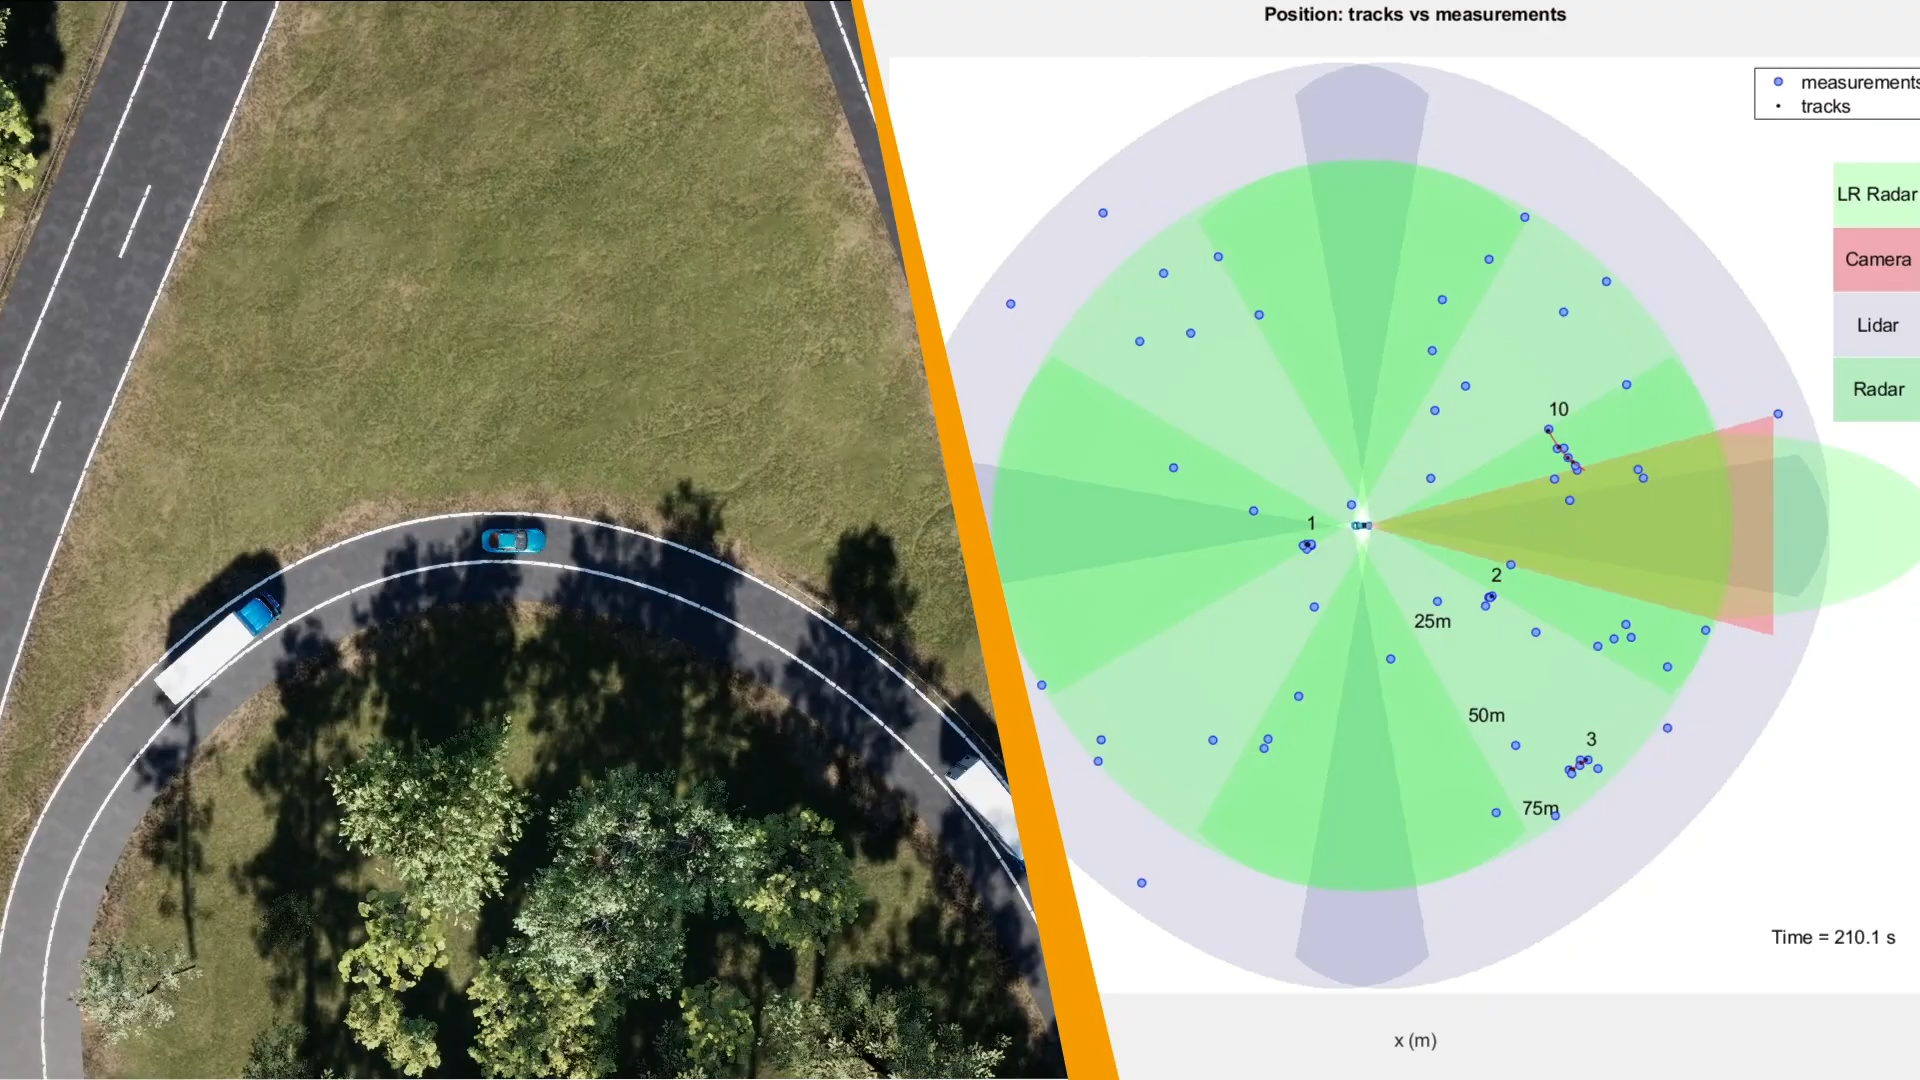 Position: tracks vs measurements
measurements
tracks
LR Radar
Camera
Lidar
Radar
10
1
2
25m
50m
3
75m
Time = 210.1 s
x (m)